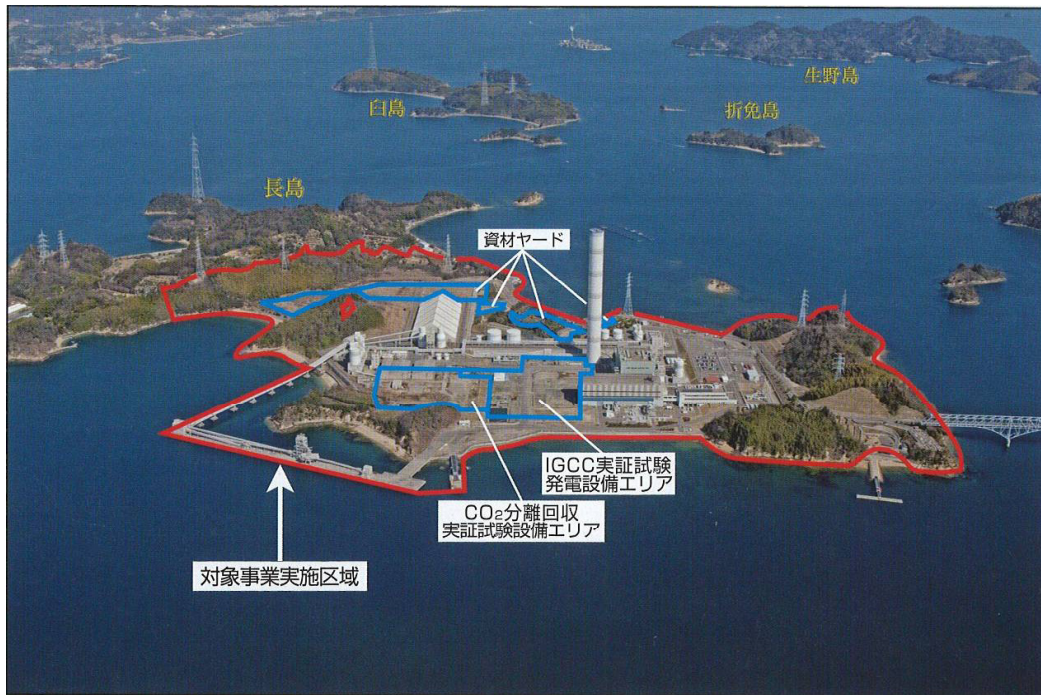 生野島
臼島
折免島
長島
資材ヤード
IGCC実証試験
発電設備エリア
CO₂分離回収
実証試験設備エリア
対象事業実施区域